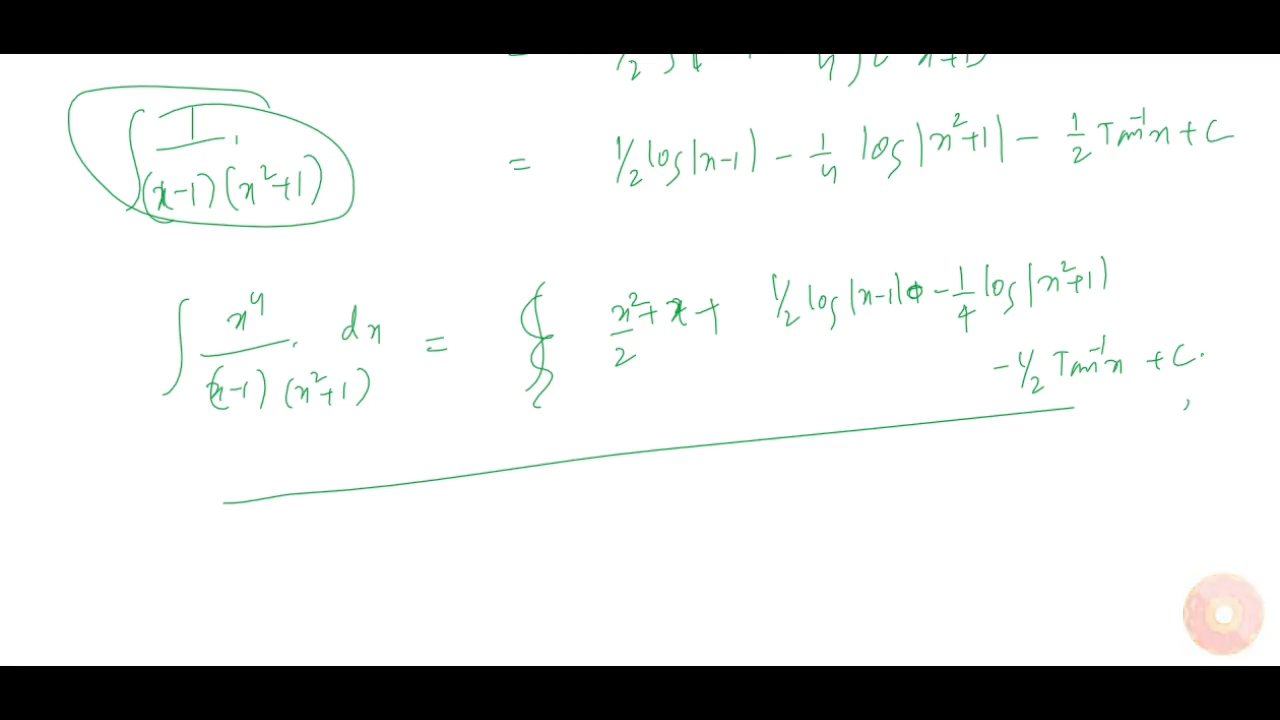 ∫ 1 / (x-1)(x²+1)
= 1/2 log|x-1| - 1/4 log|x²+1| - 1/2 Tan⁻¹x + C
∫ x⁴ / (x-1)(x²+1) dx = x²/2 + x + 1/2 log|x-1| - 1/4 log|x²+1)
- 1/2 Tan⁻¹x + C.